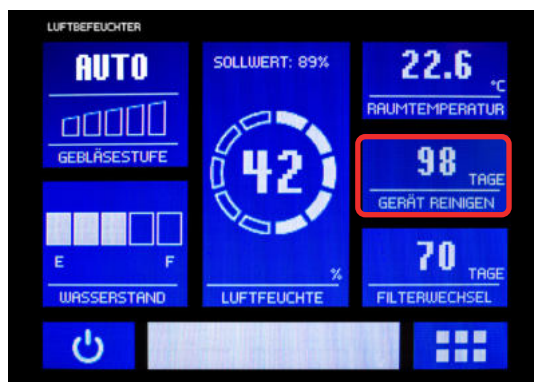 LUFTBEFEUCHTER
AUTO
GEBLÄSESTUFE
E F
WASSERSTAND
SOLLWERT: 89%
42
%
LUFTFEUCHTE
22.6 °C
RAUMTEMPERATUR
98 TAGE
GERÄT REINIGEN
70 TAGE
FILTERWECHSEL